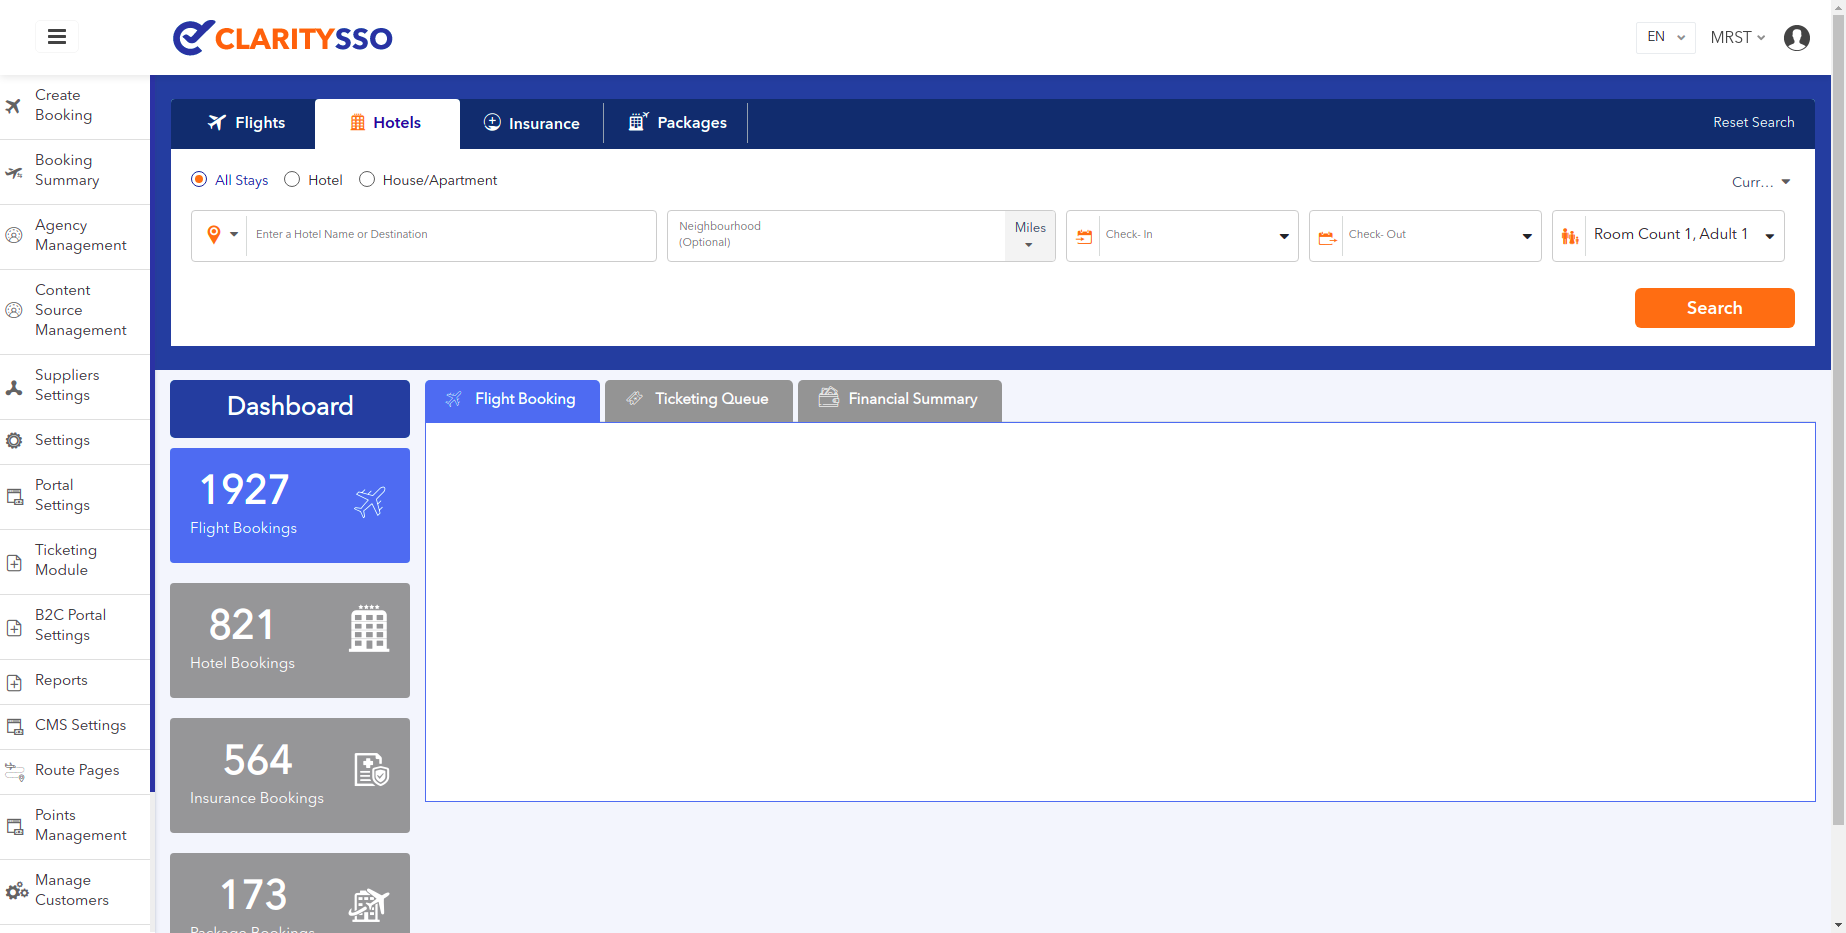 CLARITYSSO
EN
MRST
Create
Booking
Booking
Summary
Agency
Management
Content
Source
Management
Suppliers
Settings
Settings
Portal
Settings
Ticketing
Module
B2C Portal
Settings
Reports
CMS Settings
Route Pages
Points
Management
Manage
Customers
Flights
Hotels
Insurance
Packages
Reset Search
All Stays
Hotel
House/Apartment
Curr...
Enter a Hotel Name or Destination
Neighbourhood
(Optional)
Miles
Check- In
Check- Out
Room Count 1, Adult 1
Search
Dashboard
1927
Flight Bookings
821
Hotel Bookings
564
Insurance Bookings
173
Package Bookings
Flight Booking
Ticketing Queue
Financial Summary